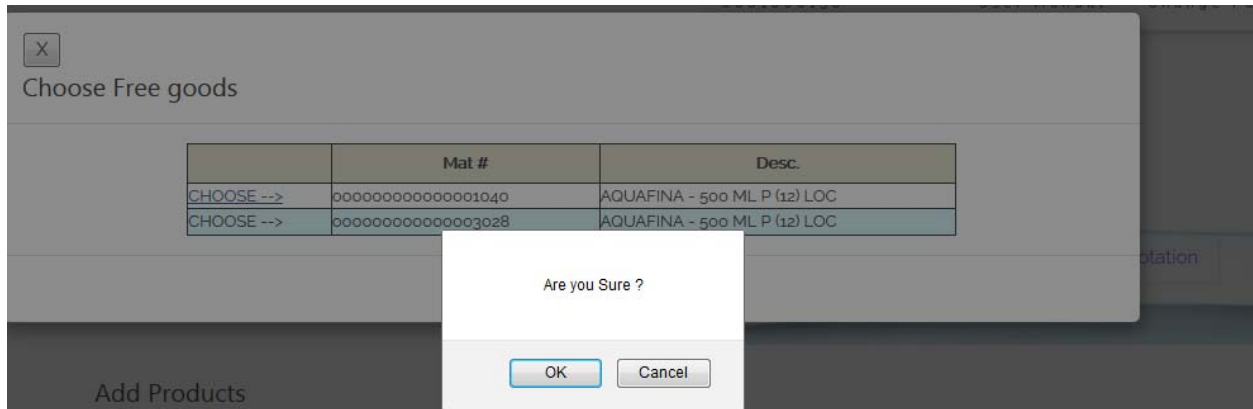 X
Choose Free goods
Mat # Desc.
CHOOSE --> 000000000000001040 AQUAFINA - 500 ML P (12) LOC
CHOOSE --> 000000000000003028 AQUAFINA - 500 ML P (12) LOC
otation
Are you Sure ?
OK Cancel
Add Products